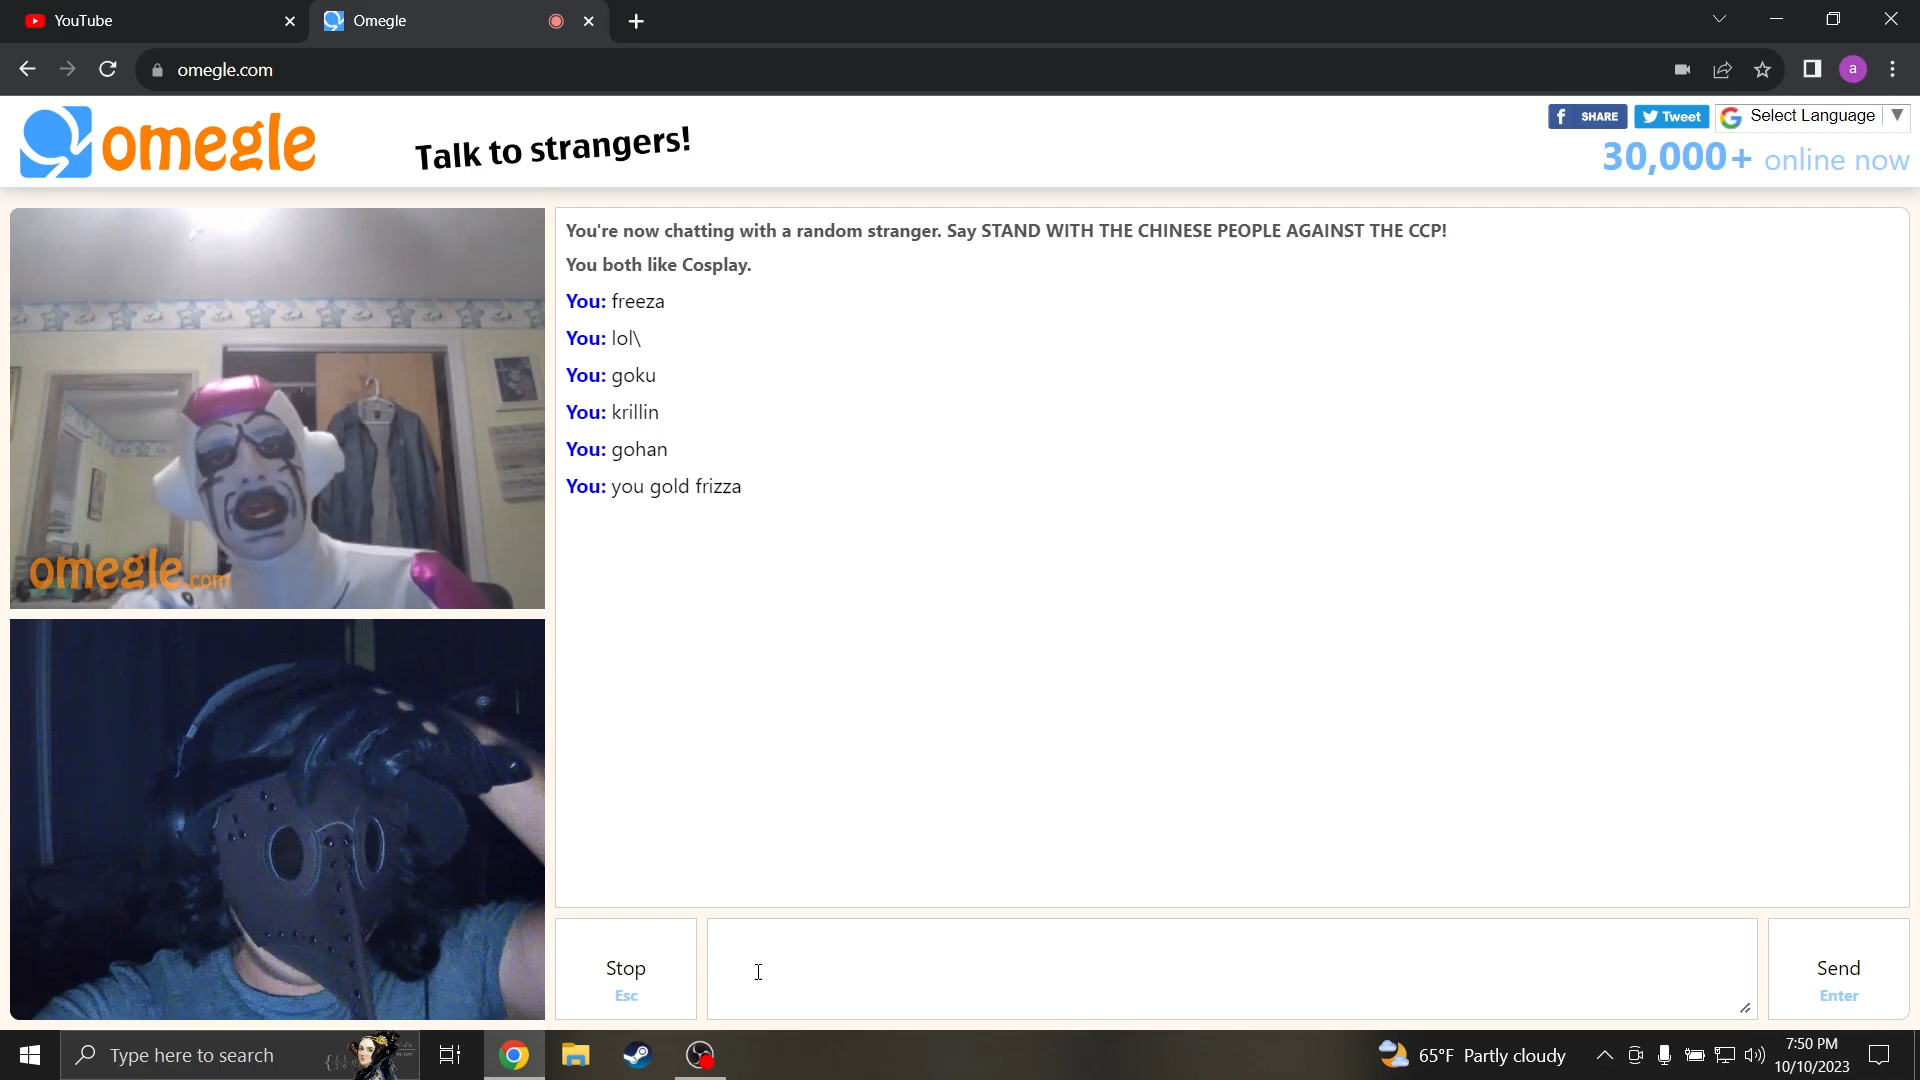 YouTube
Omegle
omegle.com
a
omegle
Talk to strangers!
f SHARE
Tweet
G Select Language ▼
30,000+ online now
You're now chatting with a random stranger. Say STAND WITH THE CHINESE PEOPLE AGAINST THE CCP!
You both like Cosplay.
You: freeza
You: lol\
You: goku
You: krillin
You: gohan
You: you gold frizza
omegle.com
Stop
Esc
Send
Enter
Type here to search
65°F Partly cloudy
7:50 PM
10/10/2023